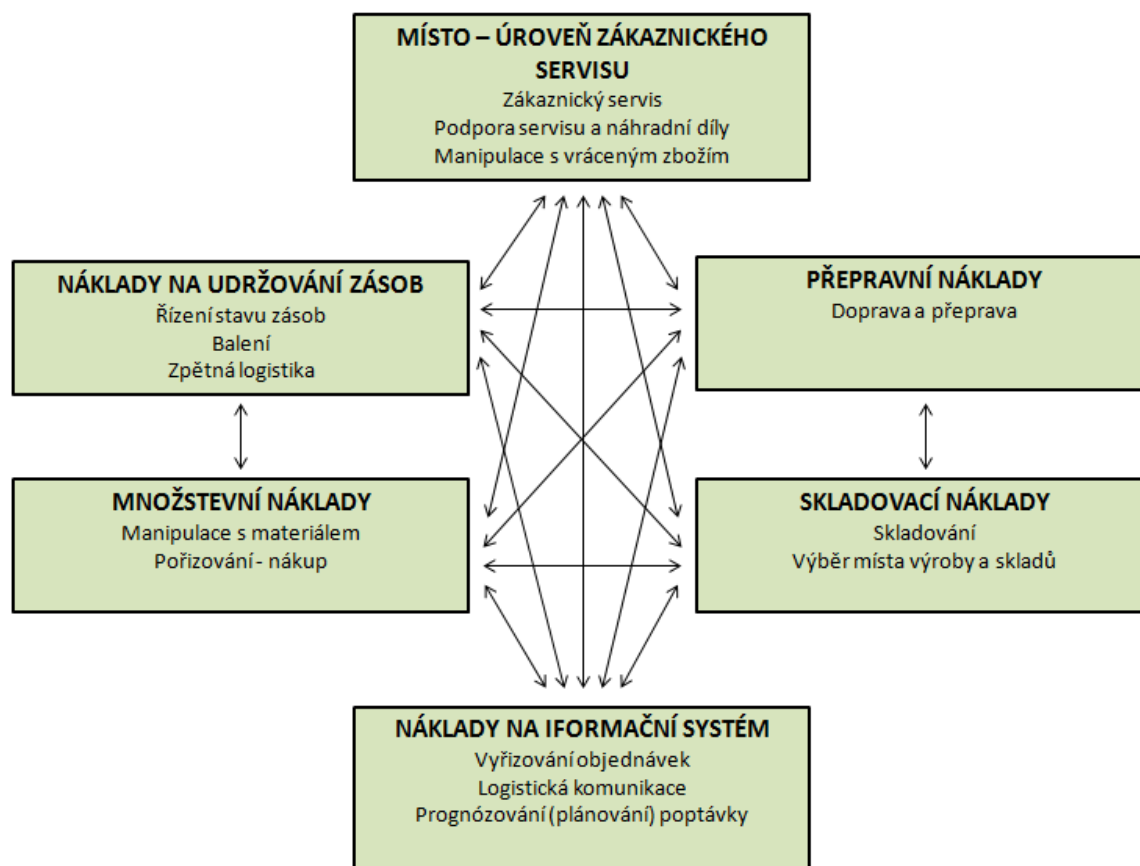 MÍSTO – ÚROVEŇ ZÁKAZNICKÉHO
SERVISU
Zákaznický servis
Podpora servisu a náhradní díly
Manipulace s vráceným zbožím
NÁKLADY NA UDRŽOVÁNÍ ZÁSOB
Řízení stavu zásob
Balení
Zpětná logistika
PŘEPRAVNÍ NÁKLADY
Doprava a přeprava
MNOŽSTEVNÍ NÁKLADY
Manipulace s materiálem
Pořizování - nákup
SKLADOVACÍ NÁKLADY
Skladování
Výběr místa výroby a skladů
NÁKLADY NA IFORMAČNÍ SYSTÉM
Vyřizování objednávek
Logistická komunikace
Prognózování (plánování) poptávky